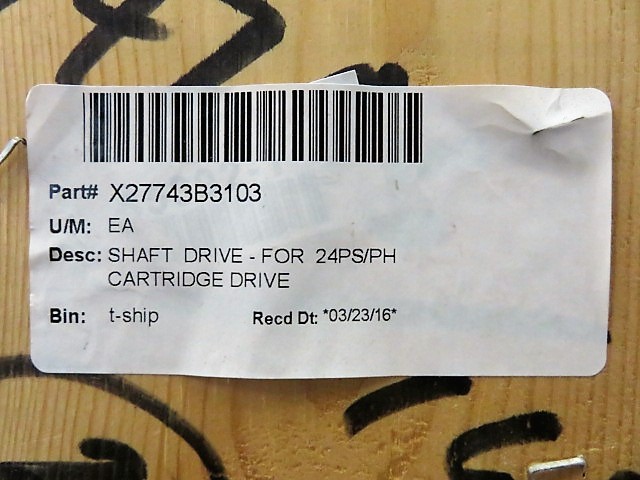 Part# X27743B3103
U/M: EA
Desc: SHAFT DRIVE - FOR 24PS/PH
CARTRIDGE DRIVE
Bin: t-ship Recd Dt: *03/23/16*